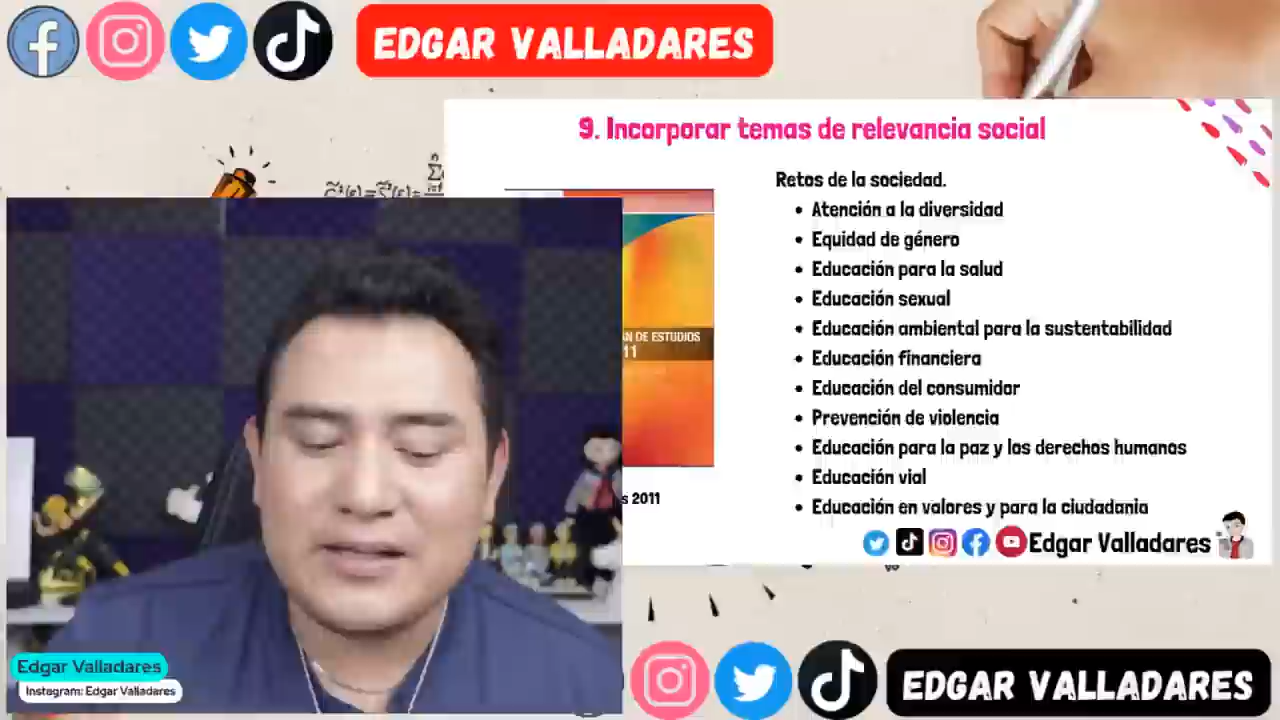 EDGAR VALLADARES
9. Incorporar temas de relevancia social
Retos de la sociedad.
Atención a la diversidad
Equidad de género
Educación para la salud
Educación sexual
Educación ambiental para la sustentabilidad
Educación financiera
Educación del consumidor
Prevención de violencia
Educación para la paz y los derechos humanos
Educación vial
Educación en valores y para la ciudadania
DE ESTUDIOS
11
2011
Edgar Valladares
Edgar Valladares
Instagram: Edgar Valladares
EDGAR VALLADARES